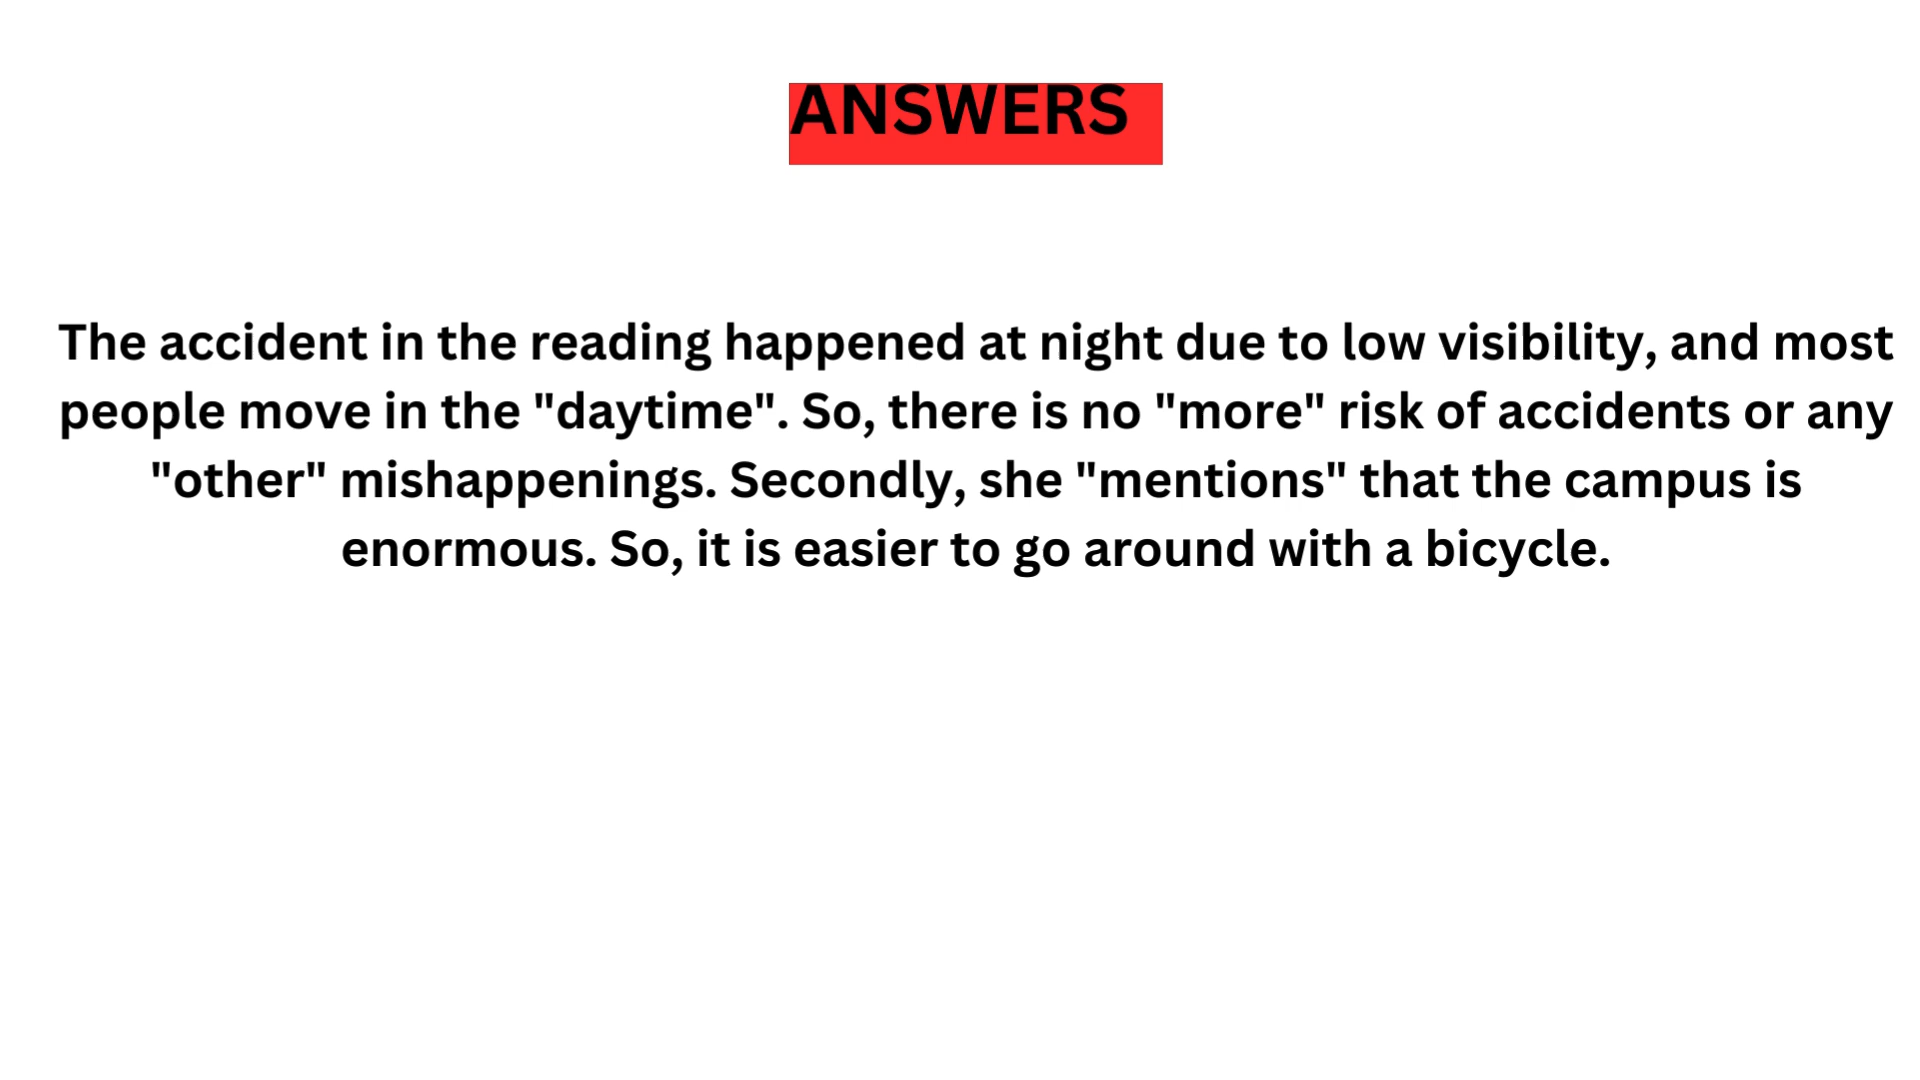 ANSWERS
The accident in the reading happened at night due to low visibility, and most
people move in the "daytime". So, there is no "more" risk of accidents or any
"other" mishappenings. Secondly, she "mentions" that the campus is
enormous. So, it is easier to go around with a bicycle.